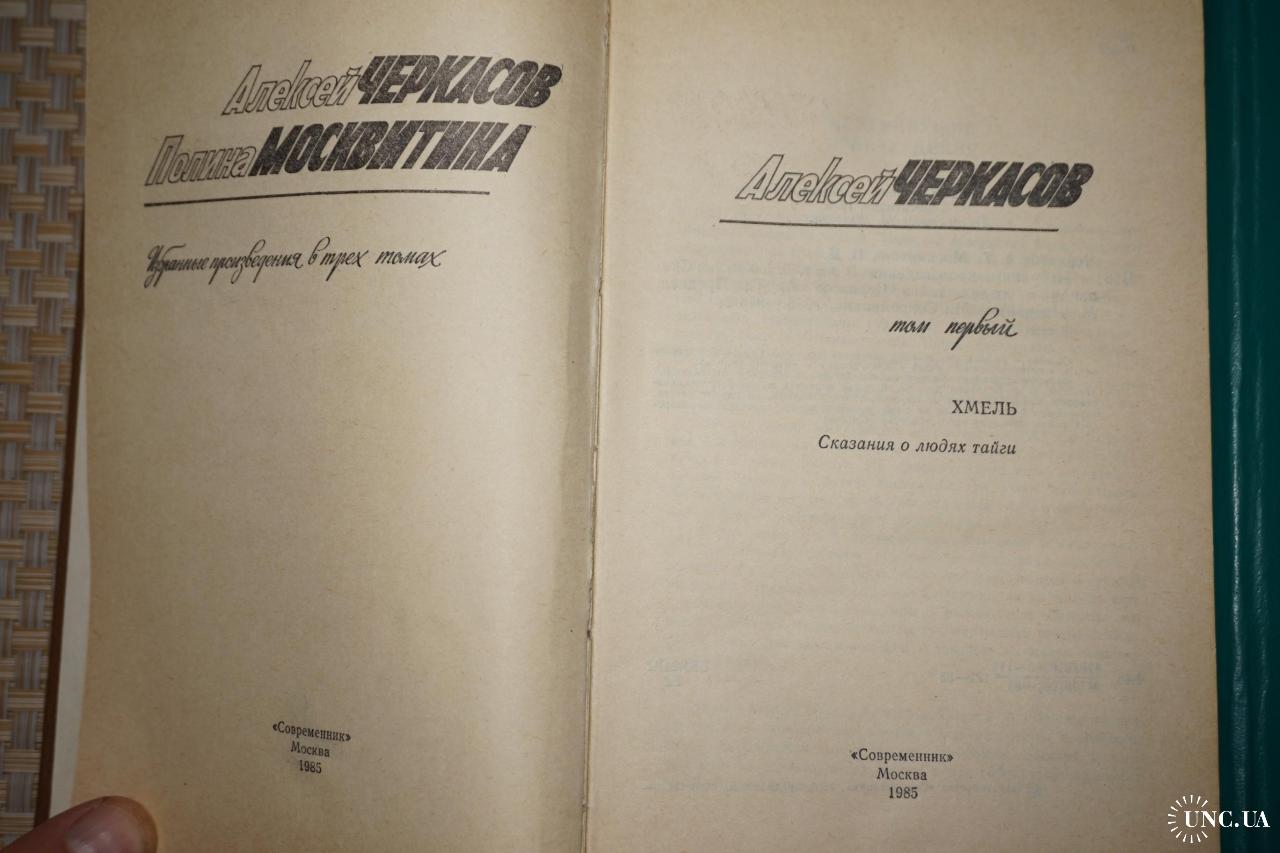 Алексей ЧЕРКАСОВ
Полина МОСКВИТИНА
Избранные произведения в трех томах
«Современник»
Москва
1985
Алексей ЧЕРКАСОВ
том первый
ХМЕЛЬ
Сказания о людях тайги
«Современник»
Москва
1985
UNC.UA